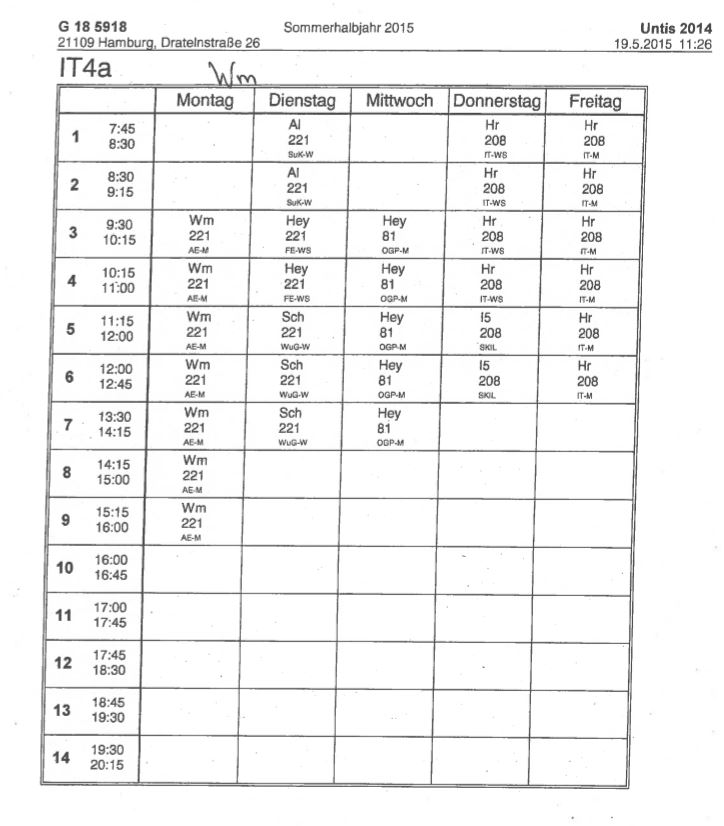 G 18 5918 Sommerhalbjahr 2015 Untis 2014
21109 Hamburg, Dratelnstraße 26 19.5.2015 11:26
IT4a Wm
Montag Dienstag Mittwoch Donnerstag Freitag
1 7:45 8:30 Al 221 SuK-W Hr 208 IT-WS Hr 208 IT-M
2 8:30 9:15 Al 221 SuK-W Hr 208 IT-WS Hr 208 IT-M
3 9:30 10:15 Wm 221 AE-M Hey 221 FE-WS Hey 81 OGP-M Hr 208 IT-WS Hr 208 IT-M
4 10:15 11:00 Wm 221 AE-M Hey 221 FE-WS Hey 81 OGP-M Hr 208 IT-WS Hr 208 IT-M
5 11:15 12:00 Wm 221 AE-M Sch 221 WuG-W Hey 81 OGP-M I5 208 SKIL Hr 208 IT-M
6 12:00 12:45 Wm 221 AE-M Sch 221 WuG-W Hey 81 OGP-M I5 208 SKIL Hr 208 IT-M
7 13:30 14:15 Wm 221 AE-M Sch 221 WuG-W Hey 81 OGP-M
8 14:15 15:00 Wm 221 AE-M
9 15:15 16:00 Wm 221 AE-M
10 16:00 16:45
11 17:00 17:45
12 17:45 18:30
13 18:45 19:30
14 19:30 20:15